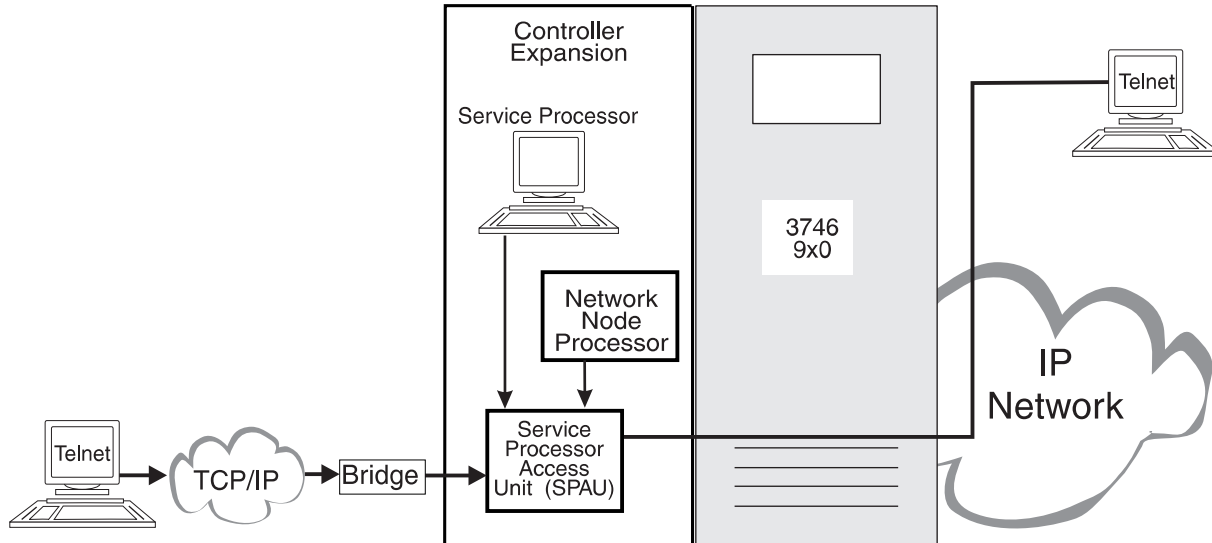 Controller
Expansion
Service Processor
Telnet
3746
9x0
Network
Node
Processor
IP
Network
Service
Processor
Access
Unit (SPAU)
Telnet
TCP/IP
Bridge